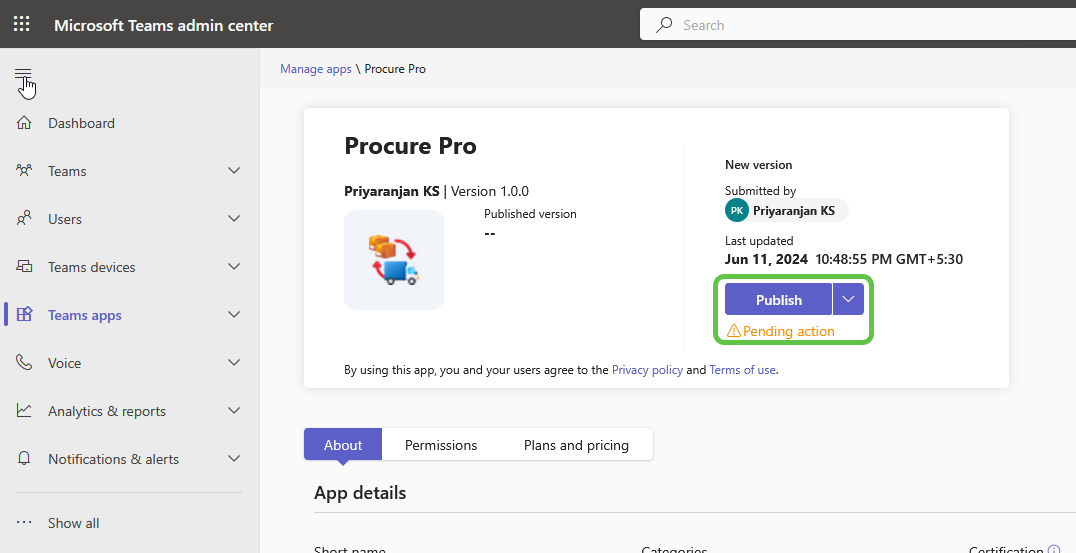 Microsoft Teams admin center
Search
Manage apps \ Procure Pro
Dashboard
Teams
Users
Teams devices
Teams apps
Voice
Analytics & reports
Notifications & alerts
Show all
Procure Pro
Priyaranjan KS | Version 1.0.0
Published version
--
New version
Submitted by
PK Priyaranjan KS
Last updated
Jun 11, 2024 10:48:55 PM GMT+5:30
Publish
Pending action
By using this app, you and your users agree to the Privacy policy and Terms of use.
About Permissions Plans and pricing
App details
Short name Categories Certification